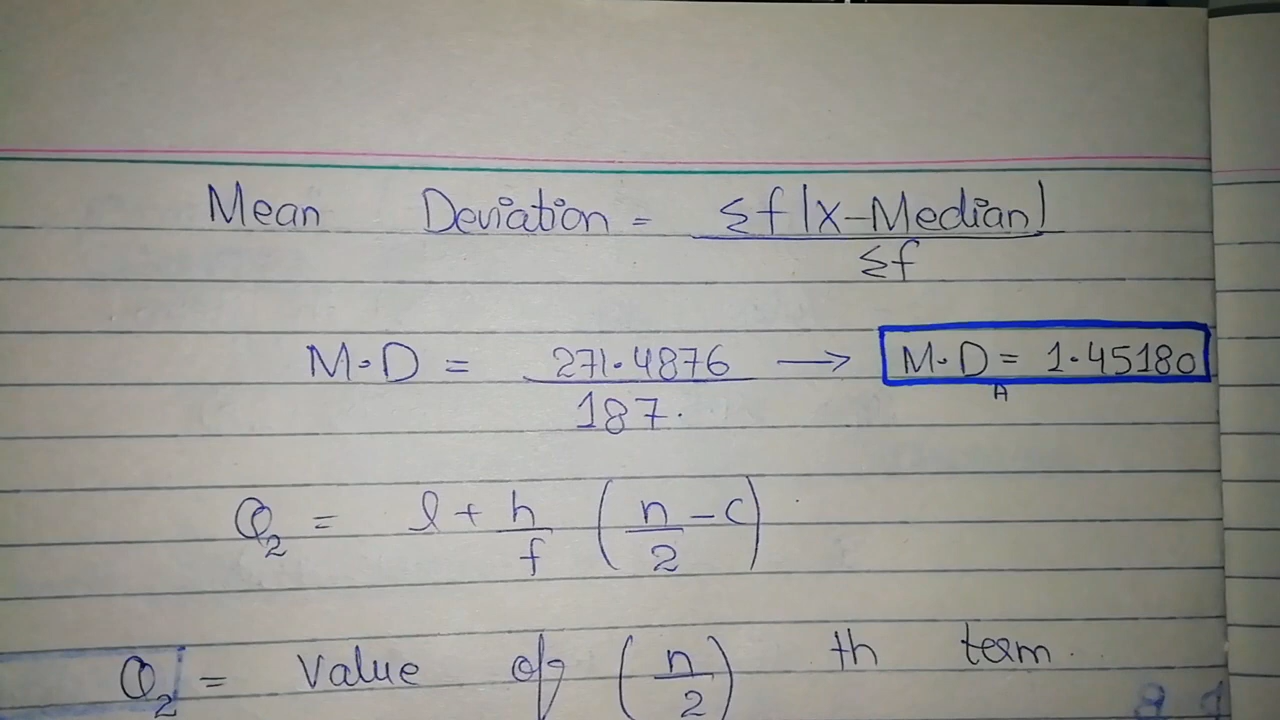 Mean Deviation = Σf|X-Median|
Σf
M.D = 271.4876 → M.D = 1.45180
187.
A
Q2 = l + h/f (n/2 - c)
Q2 = Value of (n/2) th term.